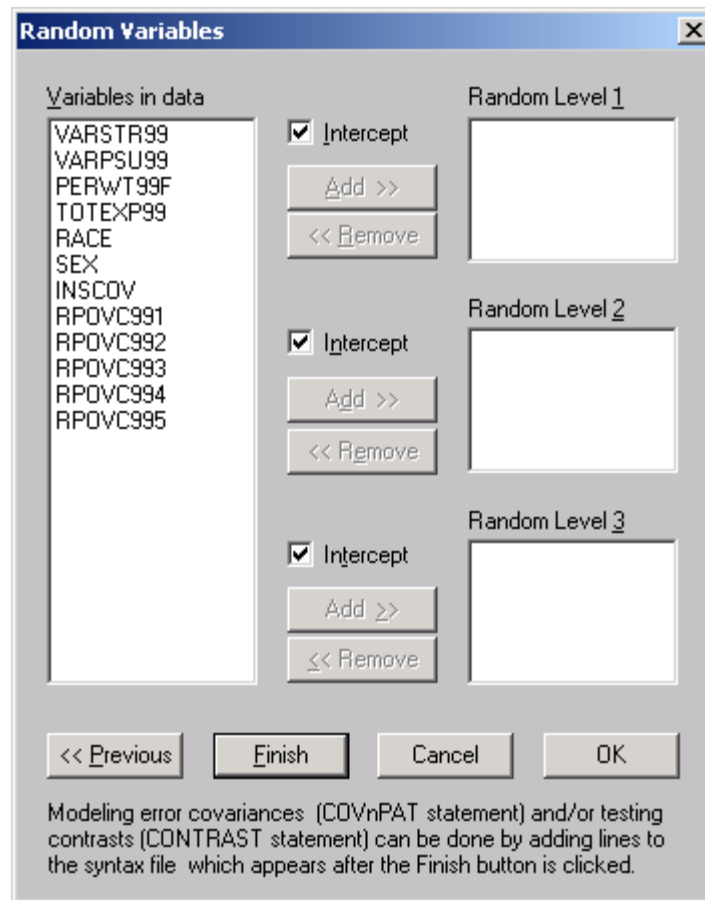 Random Variables
Variables in data
VARSTR99
VARPSU99
PERWT99F
TOTEXP99
RACE
SEX
INSCOV
RPOVC991
RPOVC992
RPOVC993
RPOVC994
RPOVC995
Intercept
Add >>
<< Remove
Random Level 1
Intercept
Add >>
<< Remove
Random Level 2
Intercept
Add >>
<< Remove
Random Level 3
<< Previous
Finish
Cancel
OK
Modeling error covariances (COVnPAT statement) and/or testing
contrasts (CONTRAST statement) can be done by adding lines to
the syntax file which appears after the Finish button is clicked.